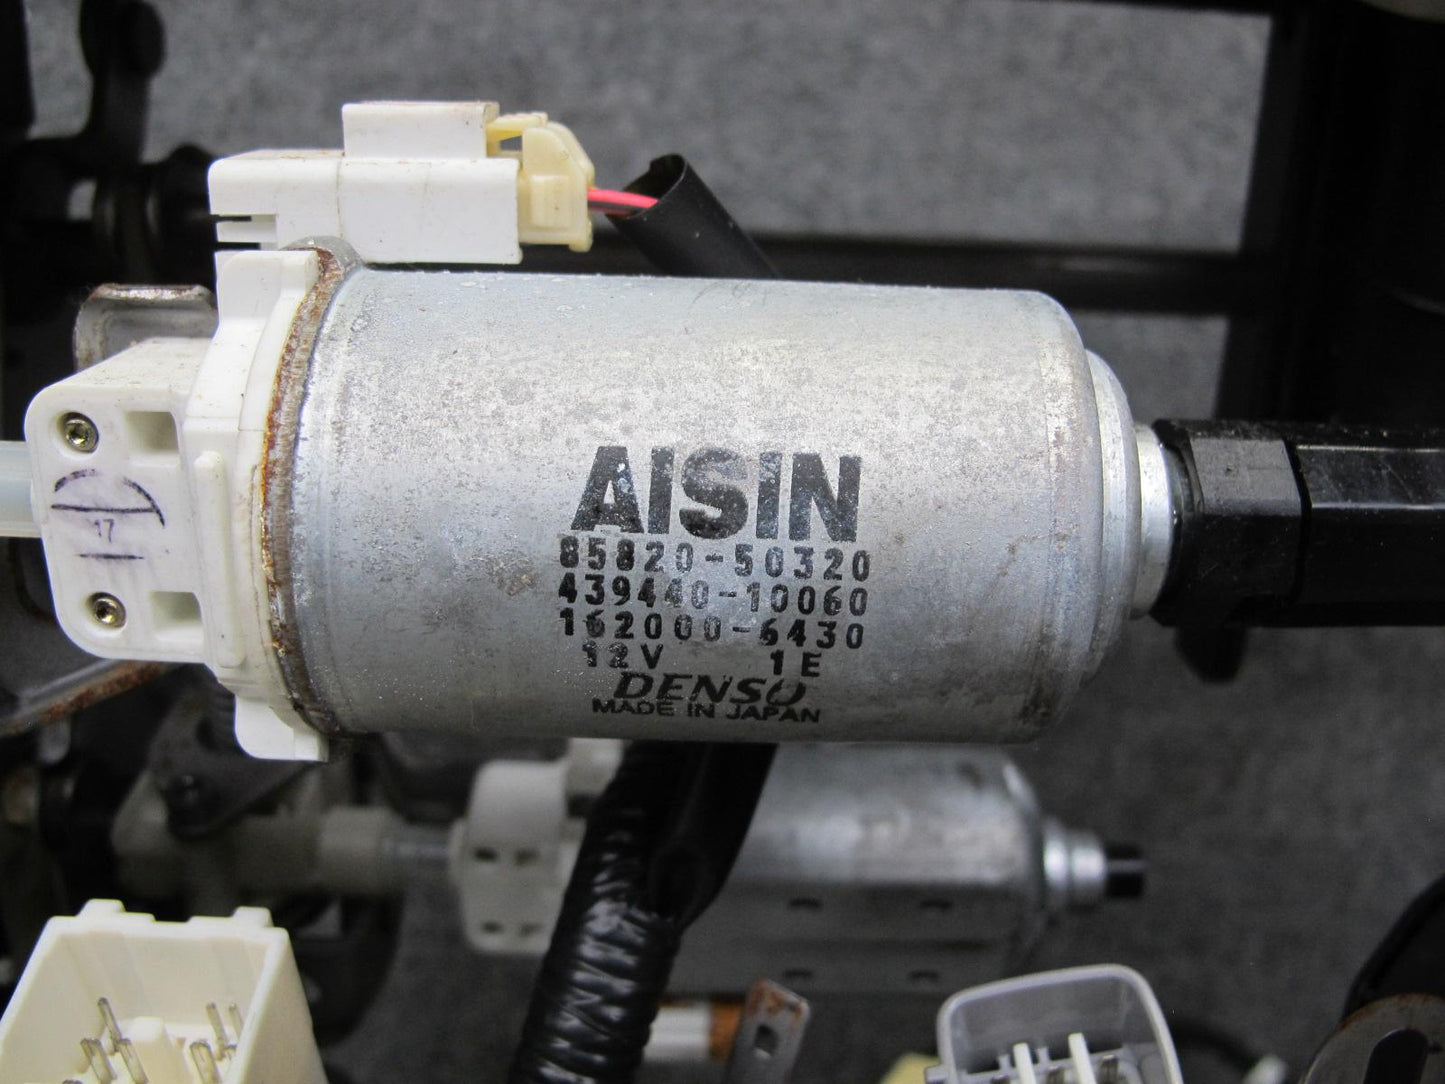 AISIN
85820-50320
439440-10060
162000-6430
12V 1E
DENSO
MADE IN JAPAN
17